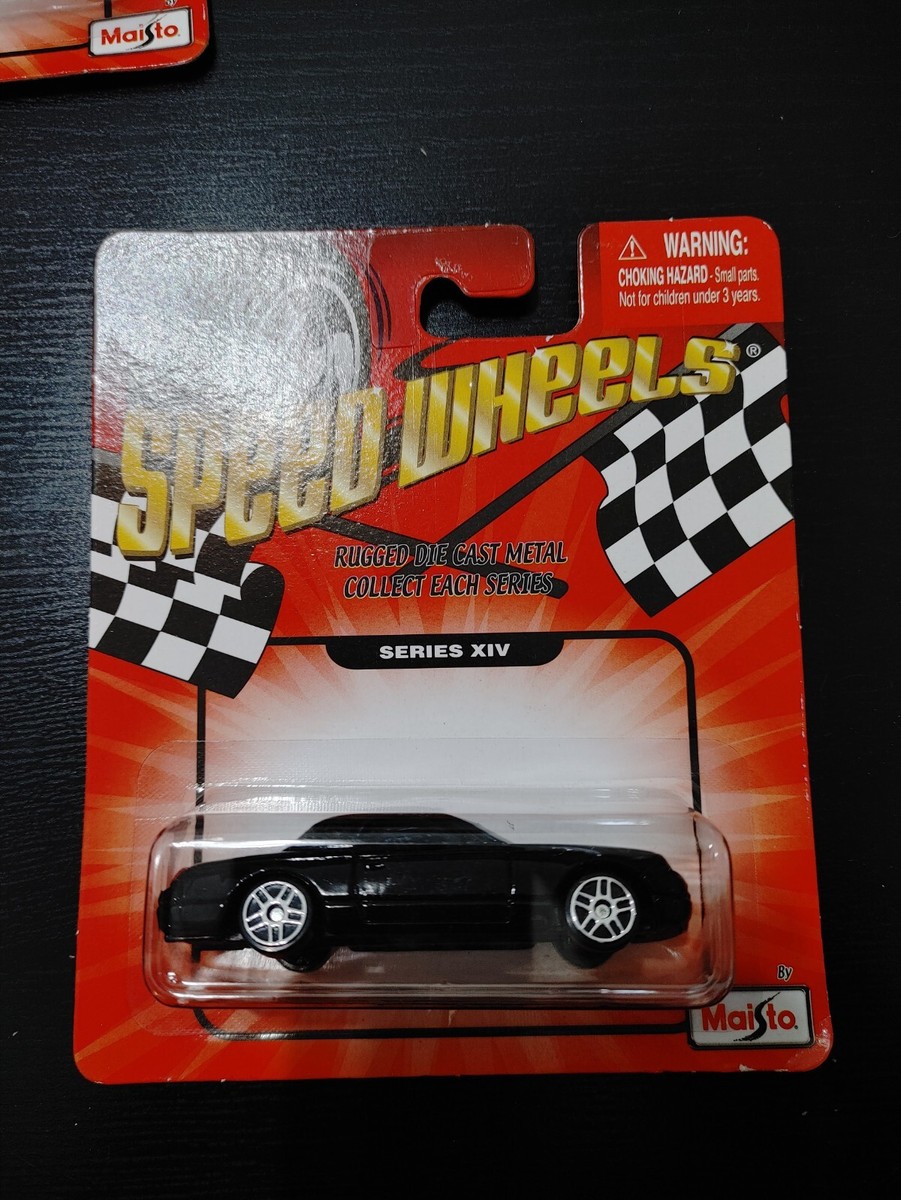 Maisto
WARNING:
CHOKING HAZARD - Small parts.
Not for children under 3 years.
SPEED WHEELS®
RUGGED DIE CAST METAL
COLLECT EACH SERIES
SERIES XIV
By
Maisto